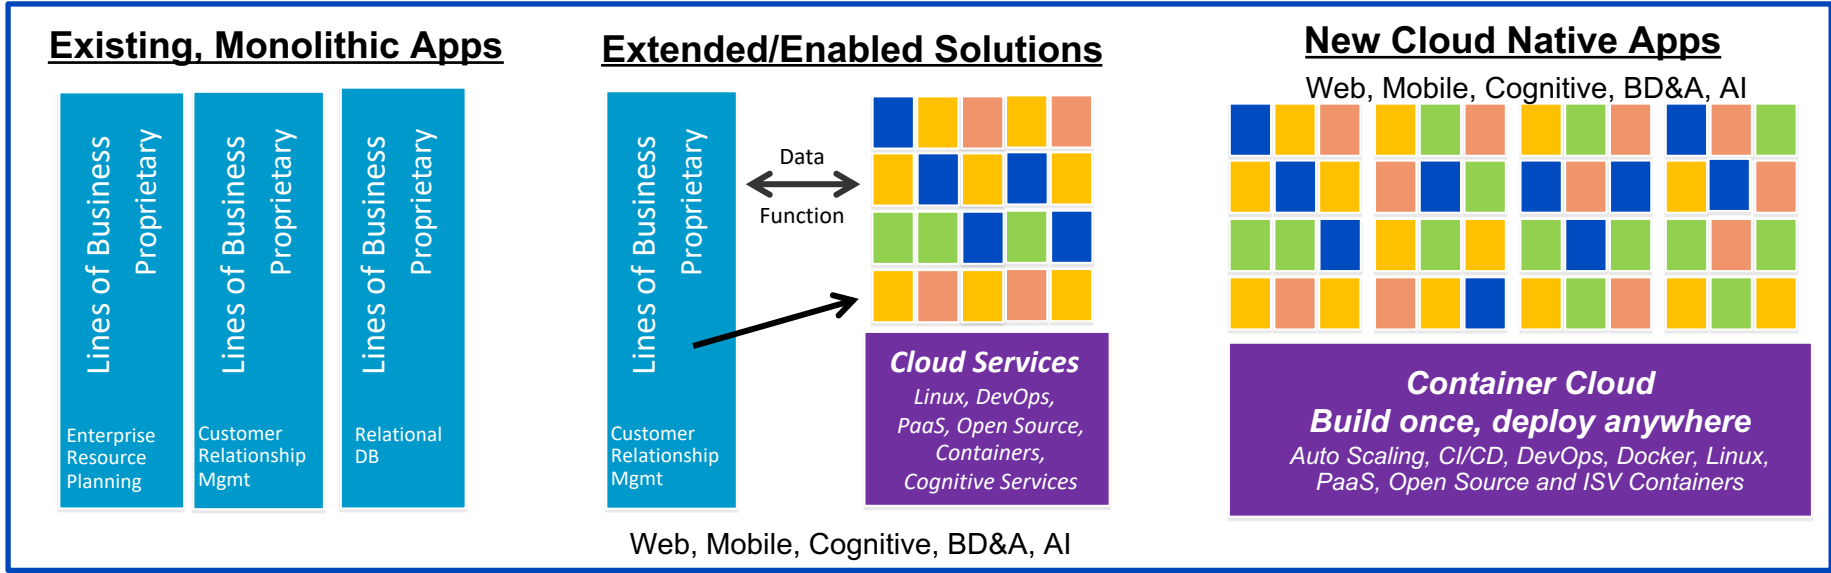 Existing, Monolithic Apps
Lines of Business
Proprietary
Enterprise
Resource
Planning
Lines of Business
Proprietary
Customer
Relationship
Mgmt
Lines of Business
Proprietary
Relational
DB
Extended/Enabled Solutions
Lines of Business
Proprietary
Customer
Relationship
Mgmt
Data
Function
Cloud Services
Linux, DevOps,
PaaS, Open Source,
Containers,
Cognitive Services
Web, Mobile, Cognitive, BD&A, AI
New Cloud Native Apps
Web, Mobile, Cognitive, BD&A, AI
Container Cloud
Build once, deploy anywhere
Auto Scaling, CI/CD, DevOps, Docker, Linux,
PaaS, Open Source and ISV Containers